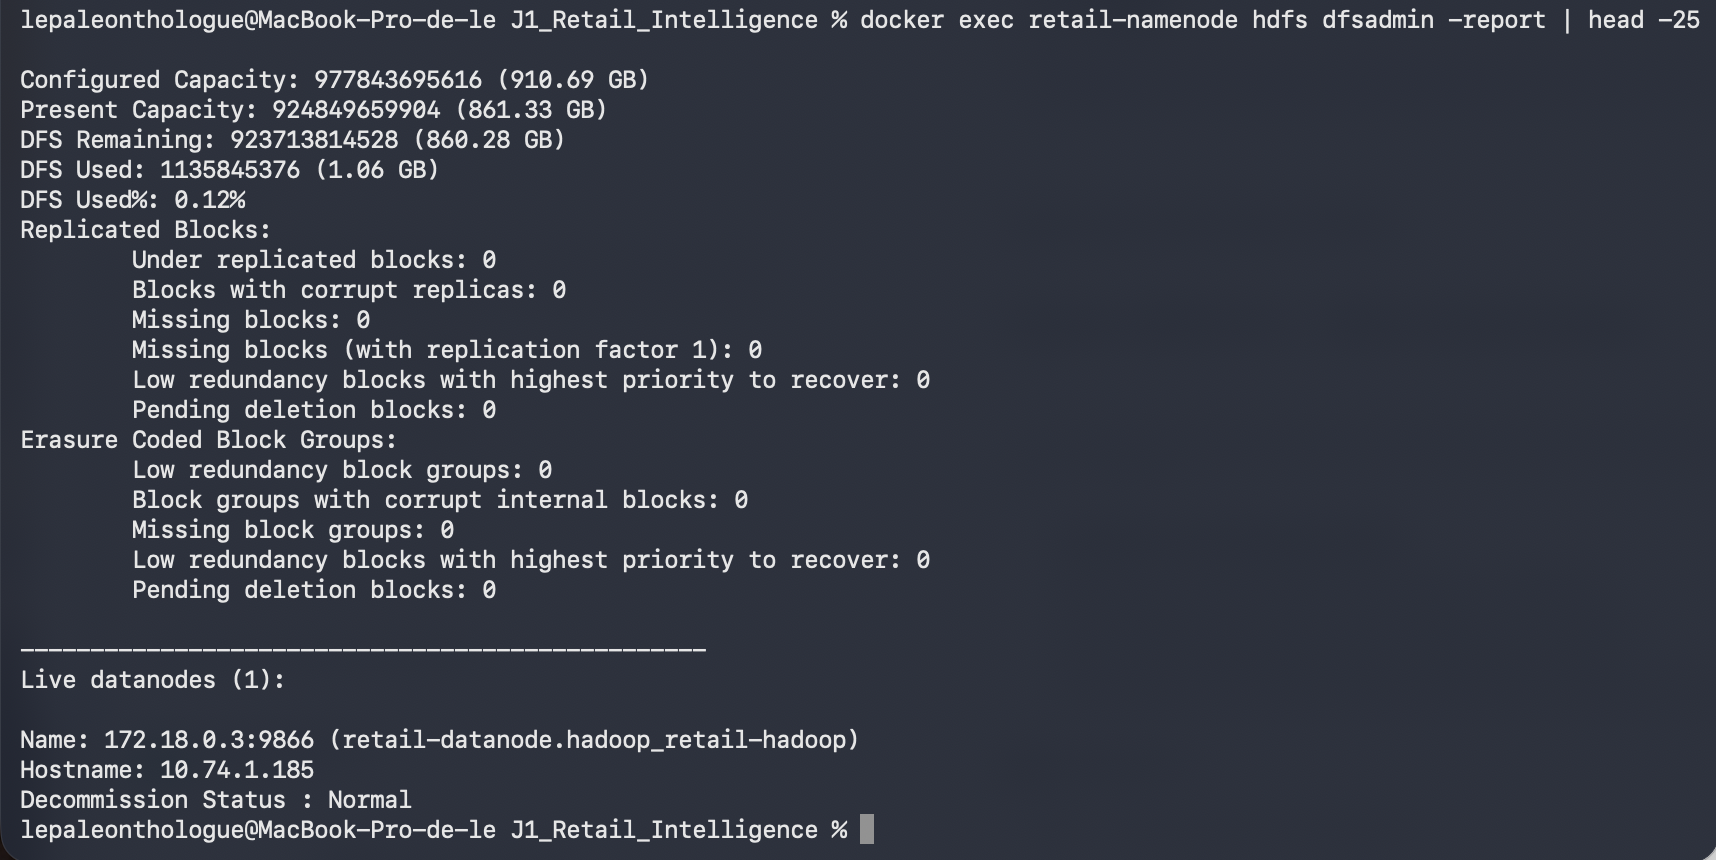 lepaleonthologue@MacBook-Pro-de-le J1_Retail_Intelligence % docker exec retail-namenode hdfs dfsadmin -report | head -25
Configured Capacity: 977843695616 (910.69 GB)
Present Capacity: 924849659904 (861.33 GB)
DFS Remaining: 923713814528 (860.28 GB)
DFS Used: 1135845376 (1.06 GB)
DFS Used%: 0.12%
Replicated Blocks:
Under replicated blocks: 0
Blocks with corrupt replicas: 0
Missing blocks: 0
Missing blocks (with replication factor 1): 0
Low redundancy blocks with highest priority to recover: 0
Pending deletion blocks: 0
Erasure Coded Block Groups:
Low redundancy block groups: 0
Block groups with corrupt internal blocks: 0
Missing block groups: 0
Low redundancy blocks with highest priority to recover: 0
Pending deletion blocks: 0
-------------------------------------------------
Live datanodes (1):
Name: 172.18.0.3:9866 (retail-datanode.hadoop_retail-hadoop)
Hostname: 10.74.1.185
Decommission Status : Normal
lepaleonthologue@MacBook-Pro-de-le J1_Retail_Intelligence %